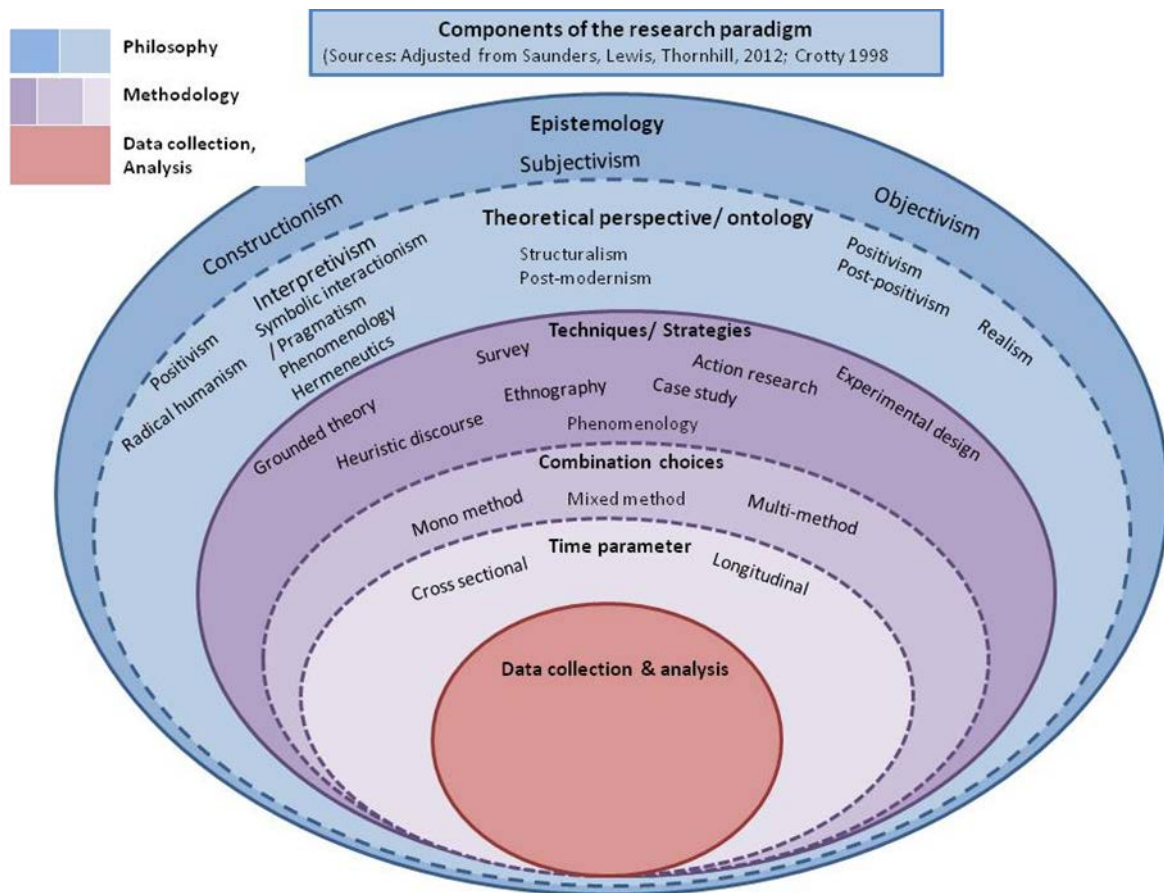 Components of the research paradigm
(Sources: Adjusted from Saunders, Lewis, Thornhill, 2012; Crotty 1998
Philosophy
Methodology
Data collection,
Analysis
Epistemology
Subjectivism
Constructionism
Objectivism
Theoretical perspective/ ontology
Structuralism
Post-modernism
Interpretivism
Symbolic interactionism
/ Pragmatism
Phenomenology
Hermeneutics
Positivism
Radical humanism
Positivism
Post-positivism
Realism
Techniques/ Strategies
Survey
Action research
Experimental design
Ethnography
Case study
Grounded theory
Heuristic discourse
Phenomenology
Combination choices
Mono method
Mixed method
Multi-method
Time parameter
Cross sectional
Longitudinal
Data collection & analysis